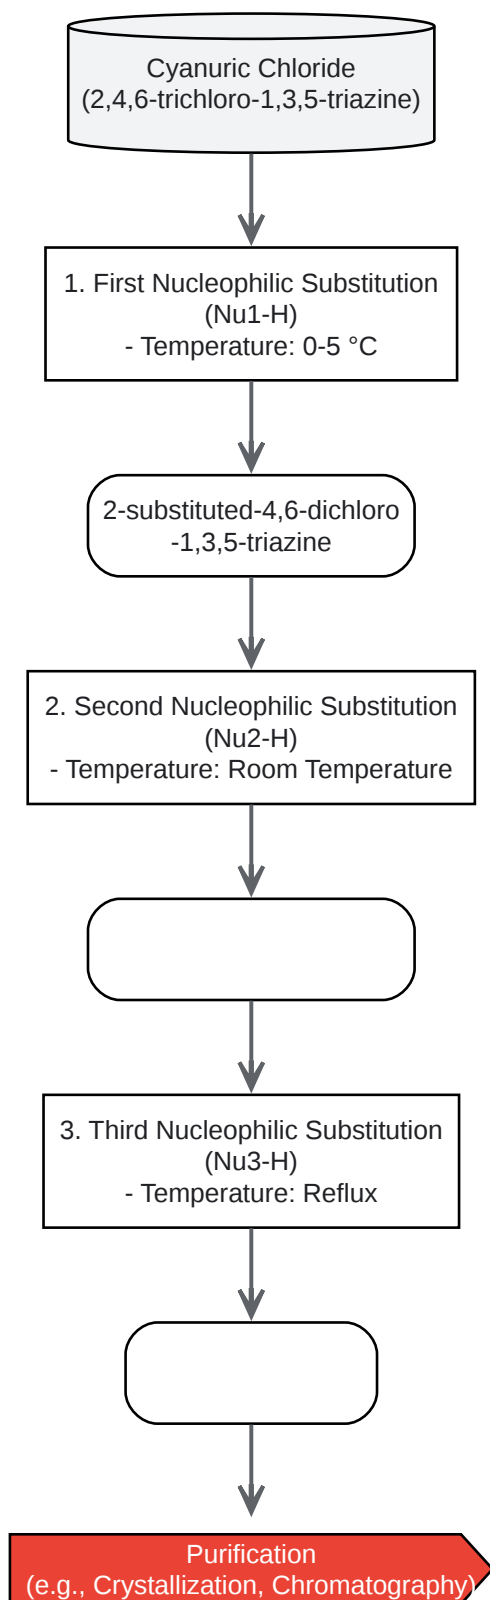 Cyanuric Chloride
(2,4,6-trichloro-1,3,5-triazine)
1. First Nucleophilic Substitution
(Nu1-H)
- Temperature: 0-5 °C
2-substituted-4,6-dichloro
-1,3,5-triazine
2. Second Nucleophilic Substitution
(Nu2-H)
- Temperature: Room Temperature
3. Third Nucleophilic Substitution
(Nu3-H)
- Temperature: Reflux
Purification
(e.g., Crystallization, Chromatography)